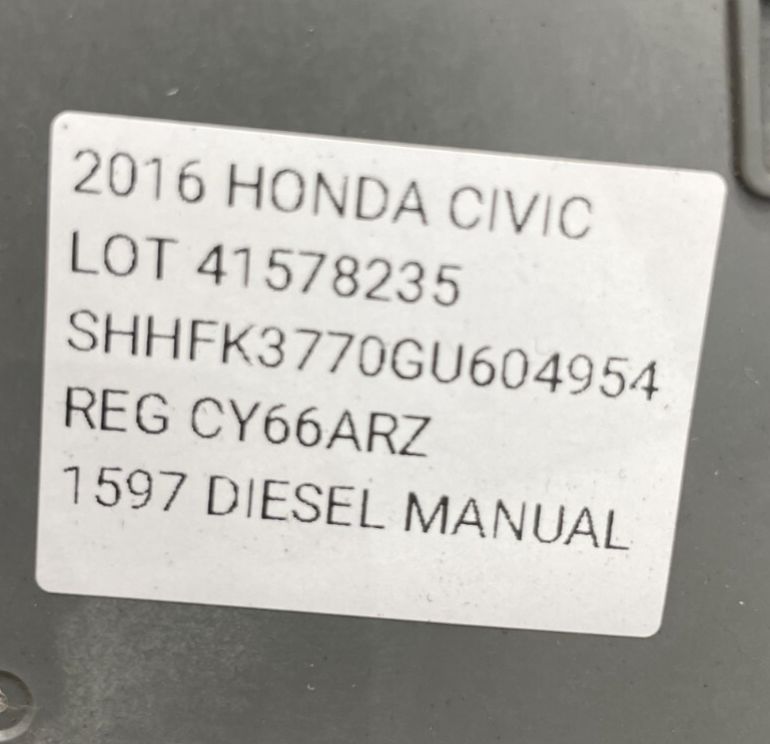 2016 HONDA CIVIC
LOT 41578235
SHHFK3770GU604954
REG CY66ARZ
1597 DIESEL MANUAL